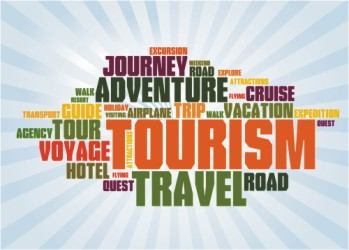 EXCURSION
JOURNEY WEEKEND
ROAD EXPLORE
ADVENTURE ATTRACTIONS
WALK FLYING CRUISE
RESORT
TRANSPORT GUIDE HOLIDAY AIRPLANE TRIP WALK VACATION EXPEDITION
VISITING
AGENCY TOUR QUEST
VOYAGE ATTRACTIONS TOURISM
HOTEL FLYING
QUEST TRAVEL ROAD